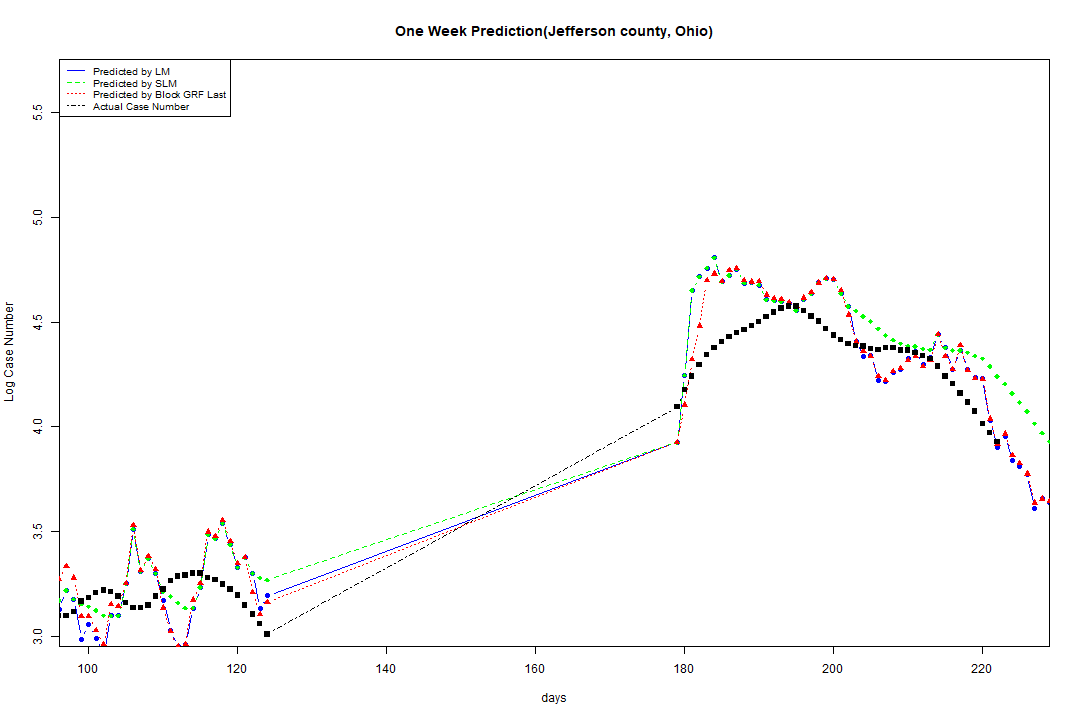 One Week Prediction(Jefferson county, Ohio)
Predicted by LM
Predicted by SLM
Predicted by Block GRF Last
Actual Case Number
5.5
5.0
4.5
4.0
3.5
3.0
Log Case Number
100 120 140 160 180 200 220
days